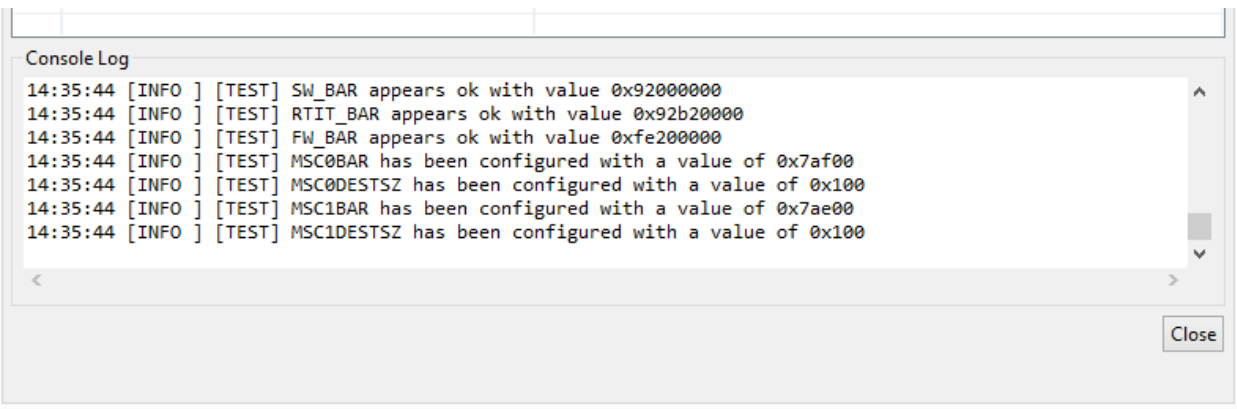 Console Log
14:35:44 [INFO ] [TEST] SW_BAR appears ok with value 0x92000000
14:35:44 [INFO ] [TEST] RTIT_BAR appears ok with value 0x92b20000
14:35:44 [INFO ] [TEST] FW_BAR appears ok with value 0xfe200000
14:35:44 [INFO ] [TEST] MSC0BAR has been configured with a value of 0x7af00
14:35:44 [INFO ] [TEST] MSC0DESTSZ has been configured with a value of 0x100
14:35:44 [INFO ] [TEST] MSC1BAR has been configured with a value of 0x7ae00
14:35:44 [INFO ] [TEST] MSC1DESTSZ has been configured with a value of 0x100
Close